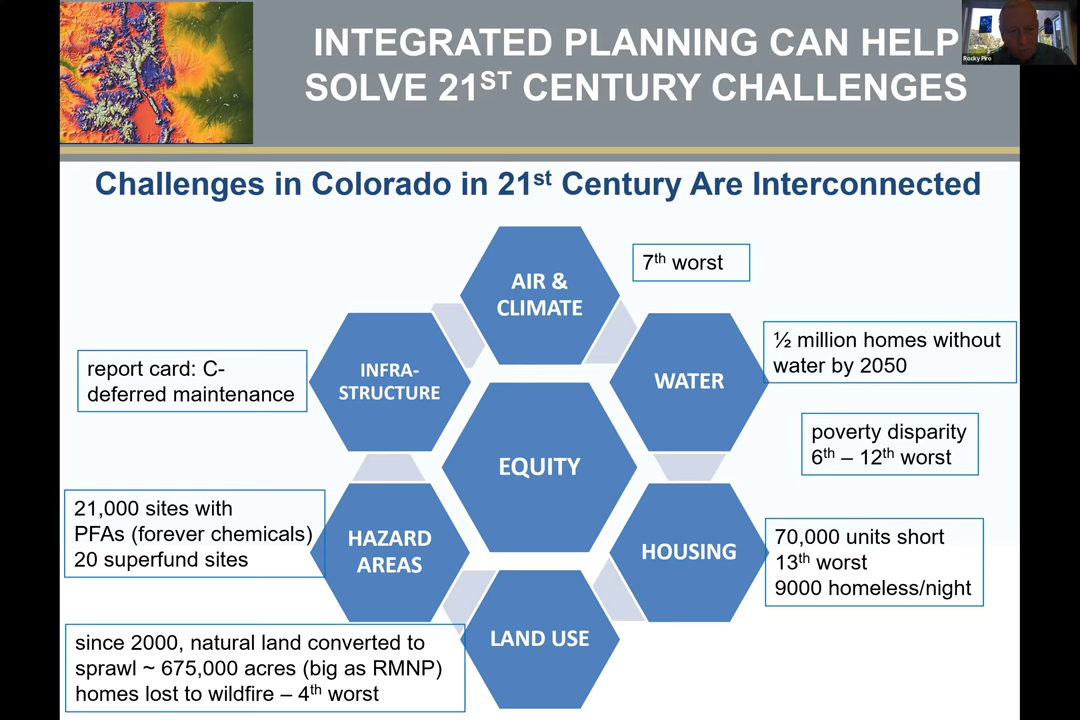 INTEGRATED PLANNING CAN HELP
SOLVE 21ST CENTURY CHALLENGES
Rocky Piro
Challenges in Colorado in 21st Century Are Interconnected
AIR &
CLIMATE
7th worst
WATER
½ million homes without
water by 2050
poverty disparity
6th – 12th worst
INFRA-
STRUCTURE
report card: C-
deferred maintenance
EQUITY
HAZARD
AREAS
21,000 sites with
PFAs (forever chemicals)
20 superfund sites
HOUSING
70,000 units short
13th worst
9000 homeless/night
LAND USE
since 2000, natural land converted to
sprawl ~ 675,000 acres (big as RMNP)
homes lost to wildfire – 4th worst